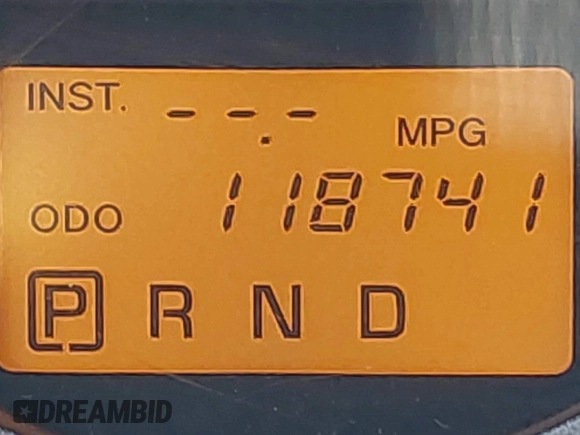 INST. --.- MPG
ODO 118741
P R N D
DREAMBID